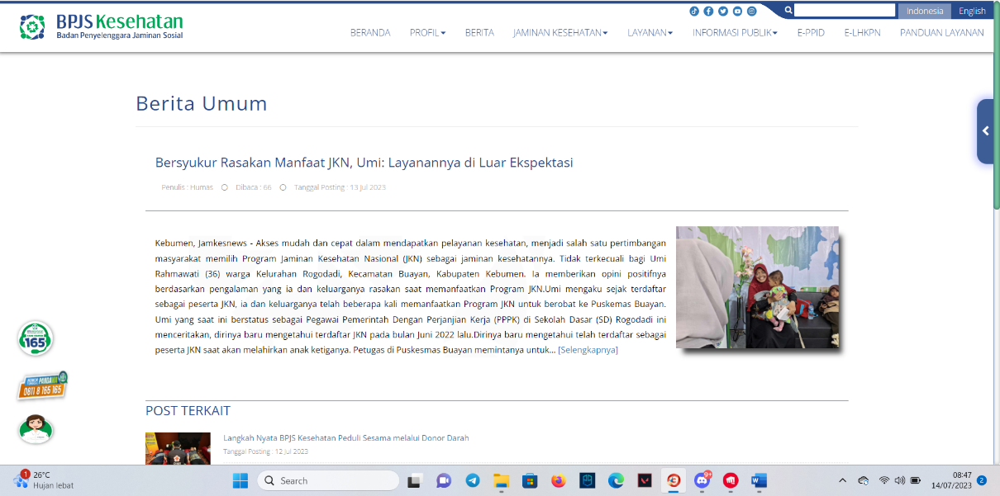 BPJS Kesehatan
Badan Penyelenggara Jaminan Sosial
Indonesia English
BERANDA PROFIL BERITA JAMINAN KESEHATAN LAYANAN INFORMASI PUBLIK E-PPID E-LHKPN PANDUAN LAYANAN
Berita Umum
Bersyukur Rasakan Manfaat JKN, Umi: Layanannya di Luar Ekspektasi
Penulis : Humas Dibaca : 66 Tanggal Posting : 13 Jul 2023
Kebumen, Jamkesnews - Akses mudah dan cepat dalam mendapatkan pelayanan kesehatan, menjadi salah satu pertimbangan
masyarakat memilih Program Jaminan Kesehatan Nasional (JKN) sebagai jaminan kesehatannya. Tidak terkecuali bagi Umi
Rahmawati (36) warga Kelurahan Rogodadi, Kecamatan Buayan, Kabupaten Kebumen. Ia memberikan opini positifnya
berdasarkan pengalaman yang ia dan keluarganya rasakan saat memanfaatkan Program JKN.Umi mengaku sejak terdaftar
sebagai peserta JKN, ia dan keluarganya telah beberapa kali memanfaatkan Program JKN untuk berobat ke Puskemas Buayan.
Umi yang saat ini berstatus sebagai Pegawai Pemerintah Dengan Perjanjian Kerja (PPPK) di Sekolah Dasar (SD) Rogodadi ini
menceritakan, dirinya baru mengetahui terdaftar JKN pada bulan Juni 2022 lalu.Dirinya baru mengetahui telah terdaftar sebagai
peserta JKN saat akan melahirkan anak ketiganya. Petugas di Puskesmas Buayan memintanya untuk... [Selengkapnya]
165
0811 8 165 165
POST TERKAIT
Langkah Nyata BPJS Kesehatan Peduli Sesama melalui Donor Darah
Tanggal Posting : 12 Jul 2023
1
26°C
Hujan lebat
Search
9+
08:47
14/07/2023
2